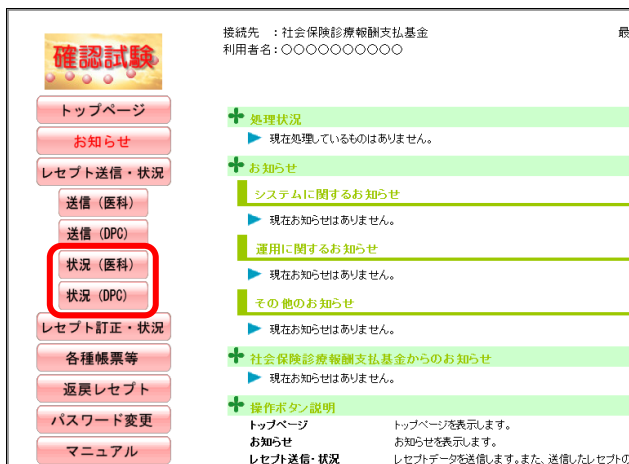 接続先 ：社会保険診療報酬支払基金
最
利用者名：〇〇〇〇〇〇〇〇〇〇
確認試験
トップページ
お知らせ
レセプト送信・状況
送信（医科）
送信（DPC）
状況（医科）
状況（DPC）
レセプト訂正・状況
各種帳票等
返戻レセプト
パスワード変更
マニュアル
処理状況
現在処理しているものはありません。
お知らせ
システムに関するお知らせ
現在お知らせはありません。
運用に関するお知らせ
現在お知らせはありません。
その他のお知らせ
現在お知らせはありません。
社会保険診療報酬支払基金からのお知らせ
現在お知らせはありません。
操作ボタン説明
トップページ トップページを表示します。
お知らせ お知らせを表示します。
レセプト送信・状況 レセプトデータを送信します。また、送信したレセプトの